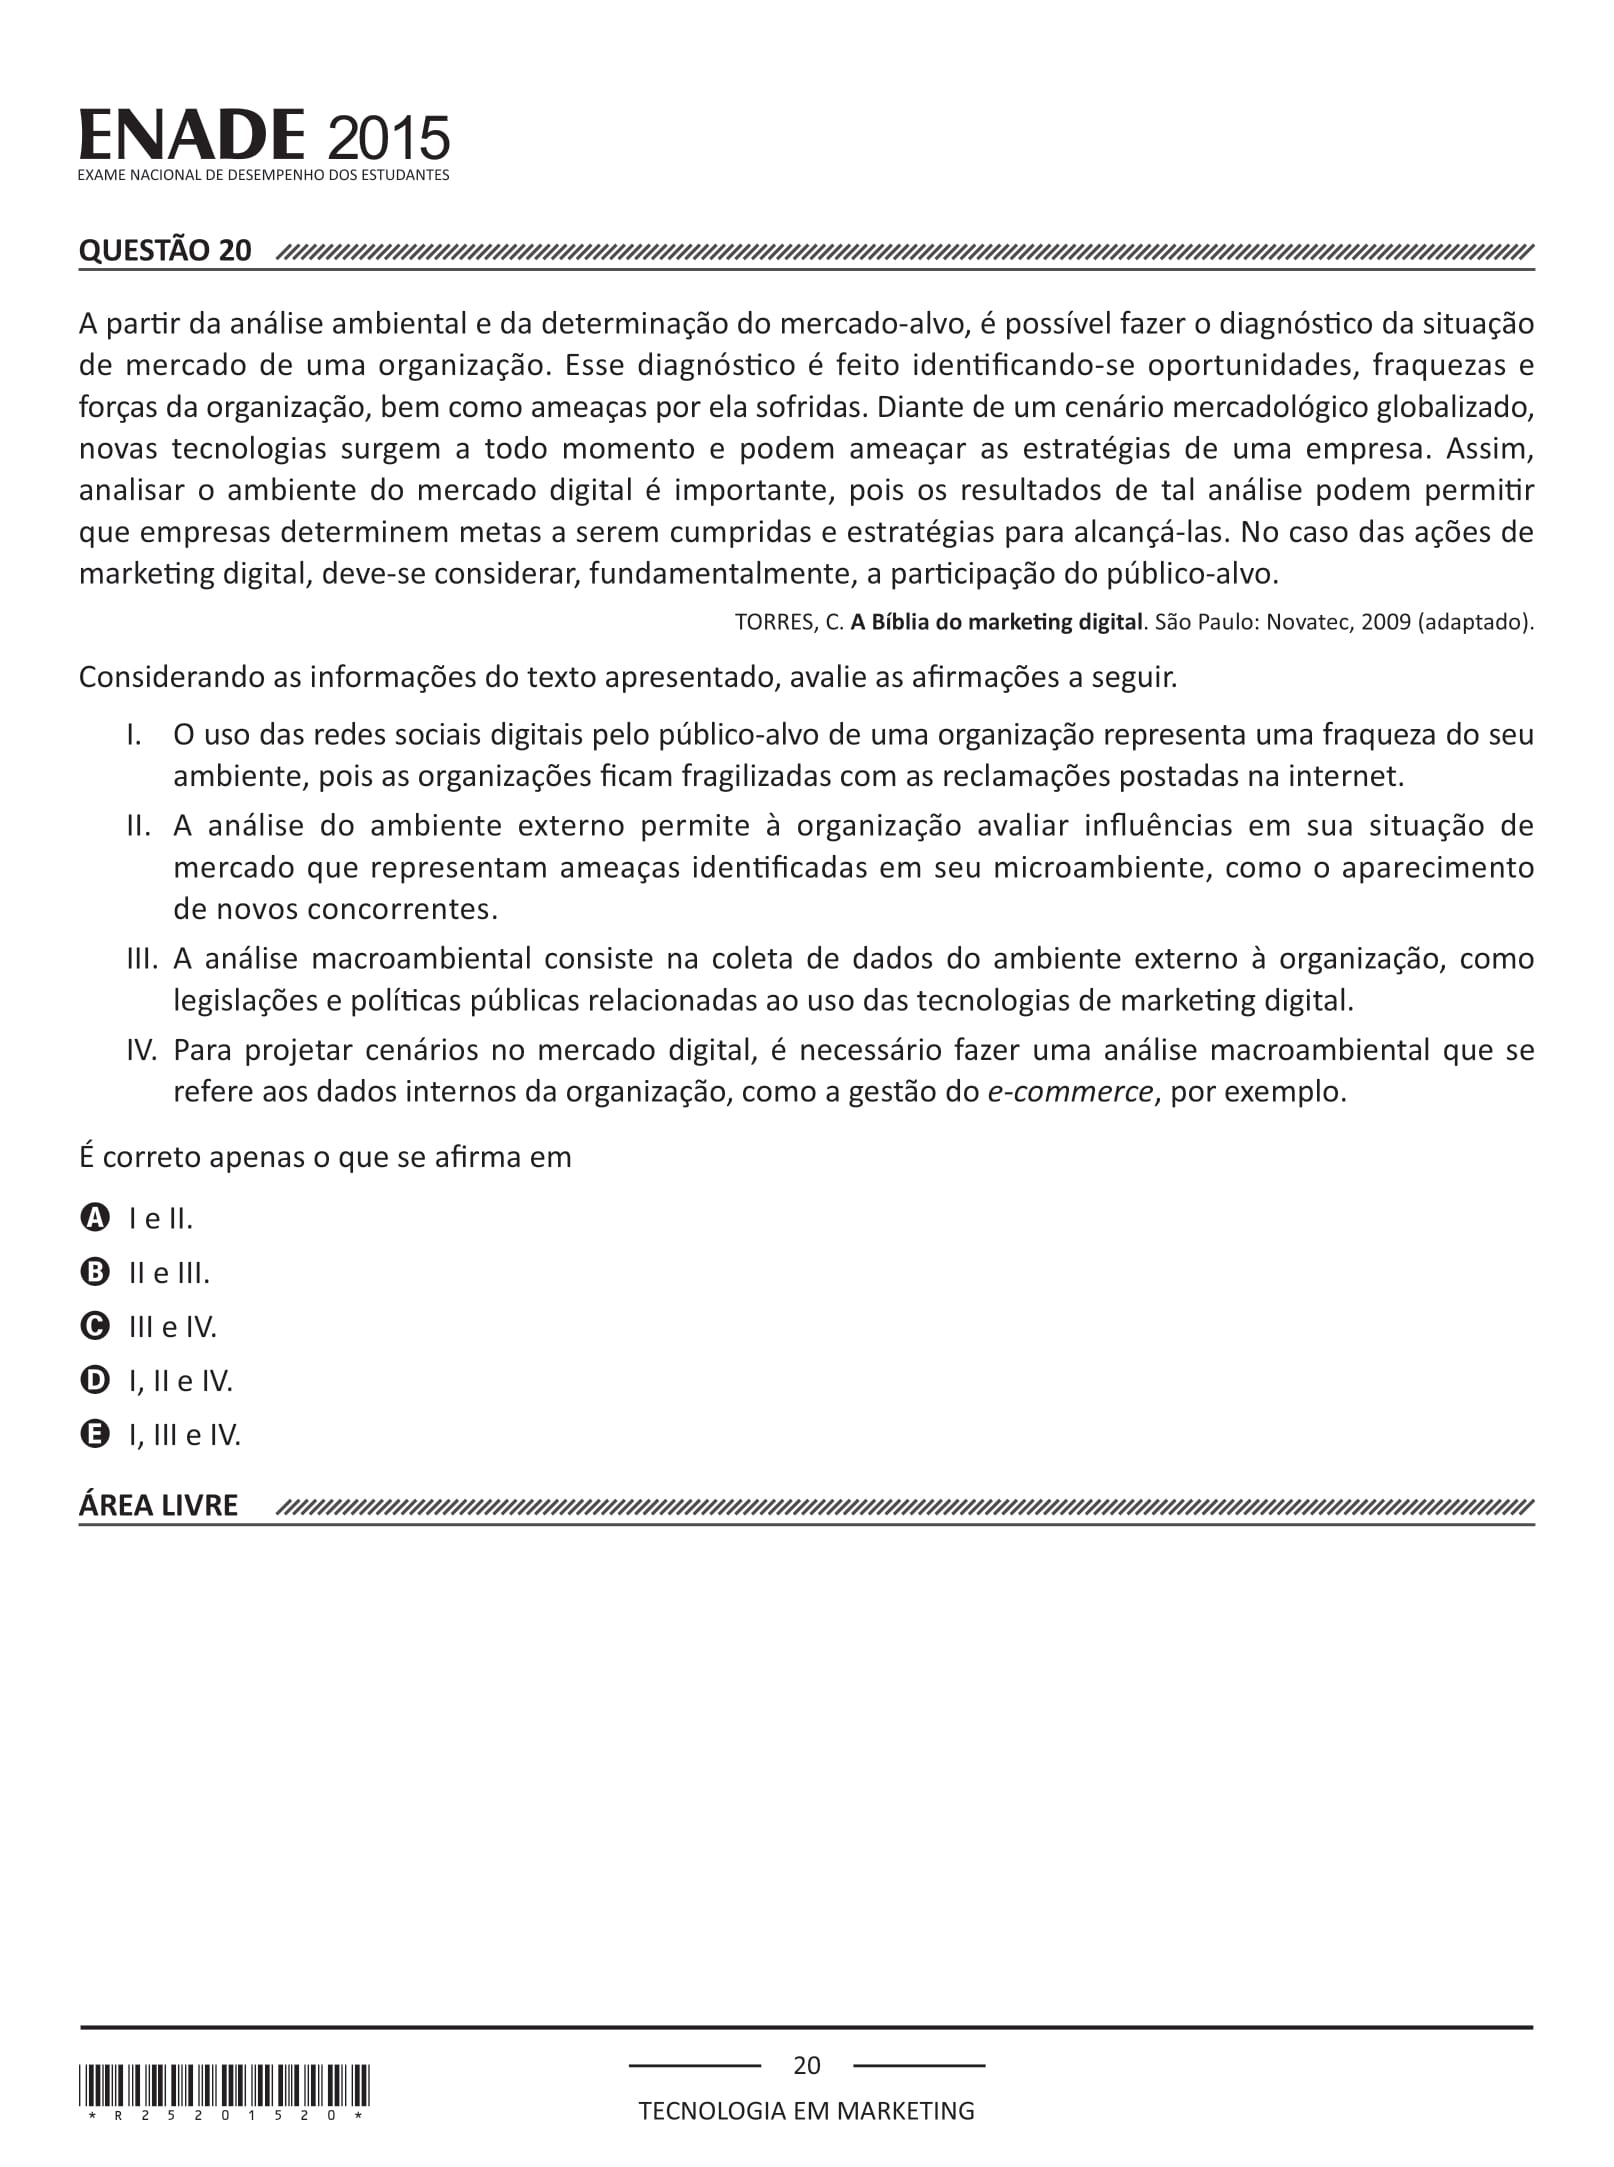 ENADE 2015
EXAME NACIONAL DE DESEMPENHO DOS ESTUDANTES
QUESTÃO 20
A partir da análise ambiental e da determinação do mercado-alvo, é possível fazer o diagnóstico da situação
de mercado de uma organização. Esse diagnóstico é feito identificando-se oportunidades, fraquezas e
forças da organização, bem como ameaças por ela sofridas. Diante de um cenário mercadológico globalizado,
novas tecnologias surgem a todo momento e podem ameaçar as estratégias de uma empresa. Assim,
analisar o ambiente do mercado digital é importante, pois os resultados de tal análise podem permitir
que empresas determinem metas a serem cumpridas e estratégias para alcançá-las. No caso das ações de
marketing digital, deve-se considerar, fundamentalmente, a participação do público-alvo.
TORRES, C. A Bíblia do marketing digital. São Paulo: Novatec, 2009 (adaptado).
Considerando as informações do texto apresentado, avalie as afirmações a seguir.
I. O uso das redes sociais digitais pelo público-alvo de uma organização representa uma fraqueza do seu
ambiente, pois as organizações ficam fragilizadas com as reclamações postadas na internet.
II. A análise do ambiente externo permite à organização avaliar influências em sua situação de
mercado que representam ameaças identificadas em seu microambiente, como o aparecimento
de novos concorrentes.
III. A análise macroambiental consiste na coleta de dados do ambiente externo à organização, como
legislações e políticas públicas relacionadas ao uso das tecnologias de marketing digital.
IV. Para projetar cenários no mercado digital, é necessário fazer uma análise macroambiental que se
refere aos dados internos da organização, como a gestão do e-commerce, por exemplo.
É correto apenas o que se afirma em
A I e II.
B II e III.
C III e IV.
D I, II e IV.
E I, III e IV.
ÁREA LIVRE
20
TECNOLOGIA EM MARKETING
* R 2 5 2 0 1 5 2 0 *